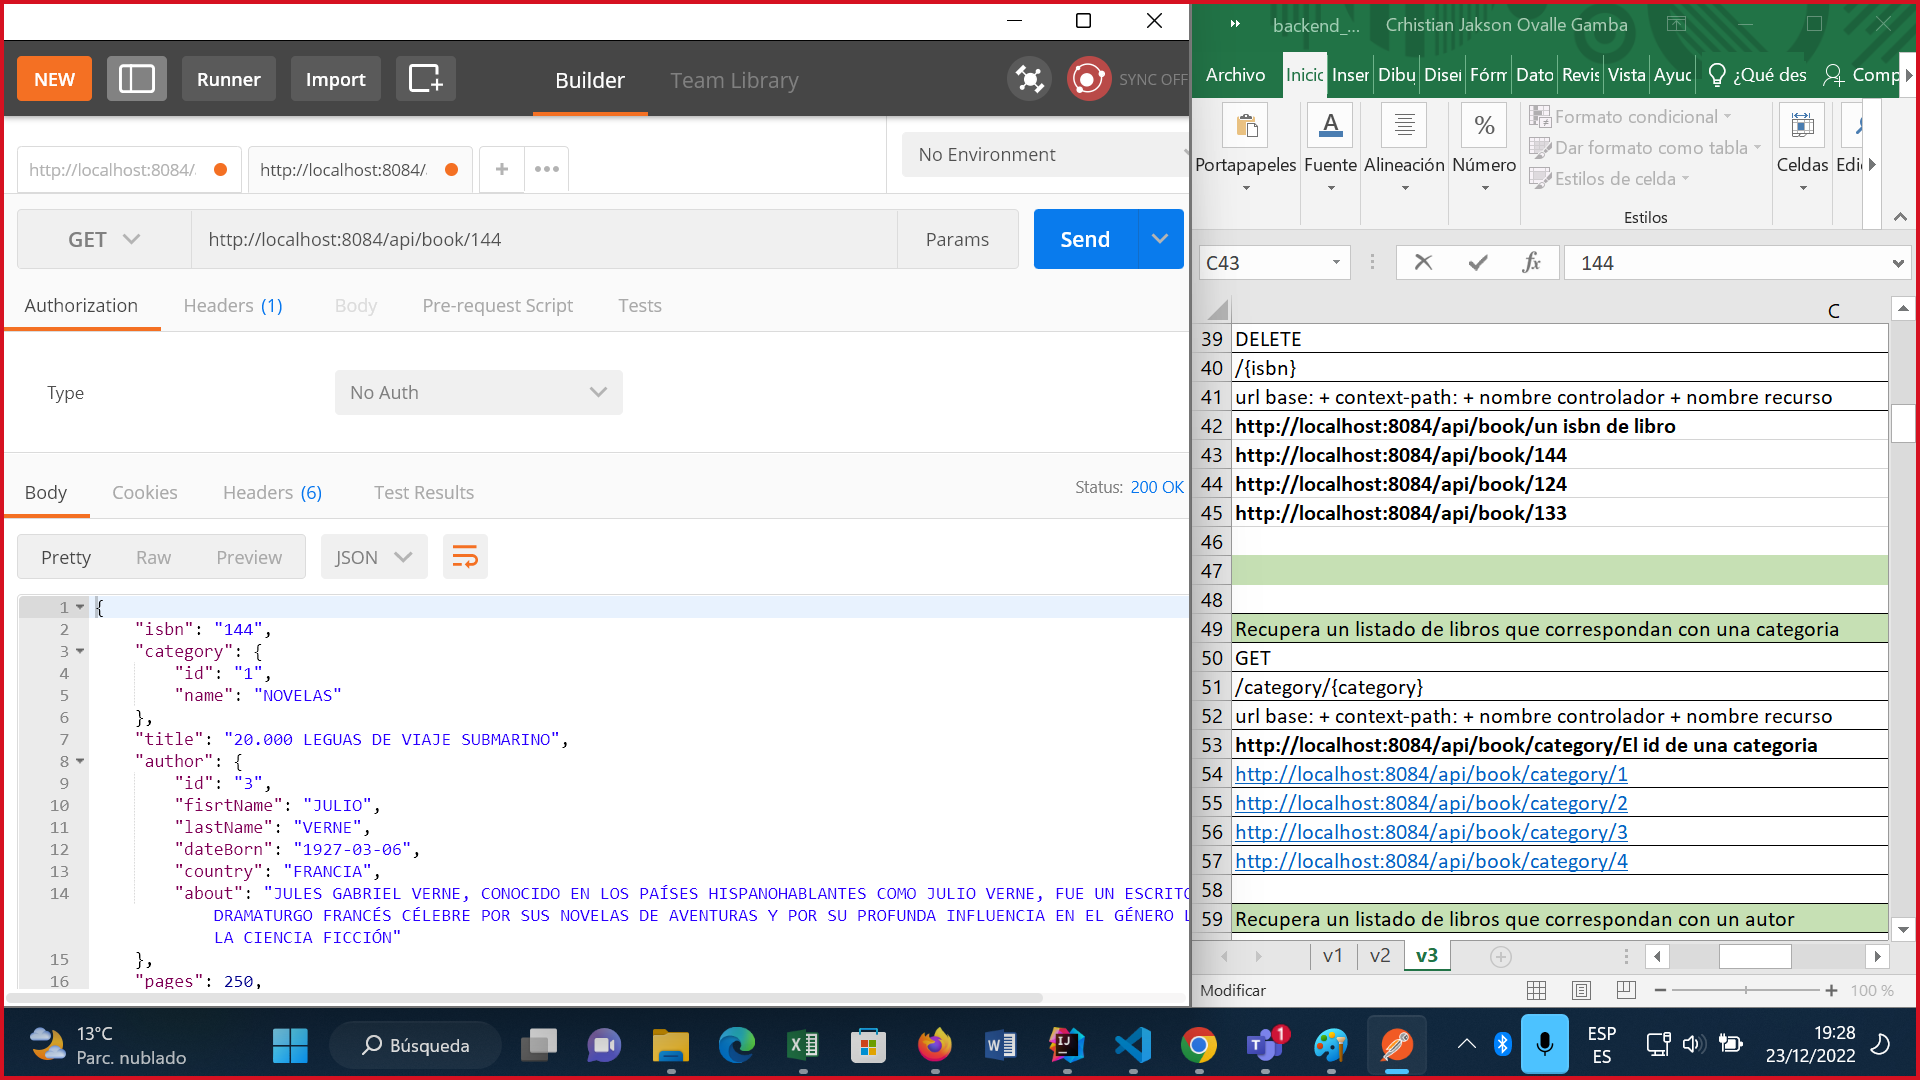 NEW
Runner
Import
Builder
Team Library
SYNC OFF
http://localhost:8084/
http://localhost:8084/
No Environment
GET
http://localhost:8084/api/book/144
Params
Send
Authorization
Headers (1)
Body
Pre-request Script
Tests
Type
No Auth
Body
Cookies
Headers (6)
Test Results
Status: 200 OK
Pretty
Raw
Preview
JSON
1 {
2 "isbn": "144",
3 "category": {
4 "id": "1",
5 "name": "NOVELAS"
6 },
7 "title": "20.000 LEGUAS DE VIAJE SUBMARINO",
8 "author": {
9 "id": "3",
10 "fisrtName": "JULIO",
11 "lastName": "VERNE",
12 "dateBorn": "1927-03-06",
13 "country": "FRANCIA",
14 "about": "JULES GABRIEL VERNE, CONOCIDO EN LOS PAÍSES HISPANOHABLANTES COMO JULIO VERNE, FUE UN ESCRITO
DRAMATURGO FRANCÉS CÉLEBRE POR SUS NOVELAS DE AVENTURAS Y POR SU PROFUNDA INFLUENCIA EN EL GÉNERO L
LA CIENCIA FICCIÓN"
15 },
16 "pages": 250,
backend_... Crhistian Jakson Ovalle Gamba
Archivo Inicio Inser Dibu Disei Fórm Dato Revis Vista Ayuc ¿Qué des Comp
Portapapeles
Fuente
Alineación
Número
Formato condicional
Dar formato como tabla
Estilos de celda
Estilos
Celdas
Edi
C43
fx
144
C
39 DELETE
40 /{isbn}
41 url base: + context-path: + nombre controlador + nombre recurso
42 http://localhost:8084/api/book/un isbn de libro
43 http://localhost:8084/api/book/144
44 http://localhost:8084/api/book/124
45 http://localhost:8084/api/book/133
46
47
48
49 Recupera un listado de libros que correspondan con una categoria
50 GET
51 /category/{category}
52 url base: + context-path: + nombre controlador + nombre recurso
53 http://localhost:8084/api/book/category/El id de una categoria
54 http://localhost:8084/api/book/category/1
55 http://localhost:8084/api/book/category/2
56 http://localhost:8084/api/book/category/3
57 http://localhost:8084/api/book/category/4
58
59 Recupera un listado de libros que correspondan con un autor
v1 v2 v3
Modificar
100 %
13°C
Parc. nublado
Búsqueda
1
ESP
ES
19:28
23/12/2022